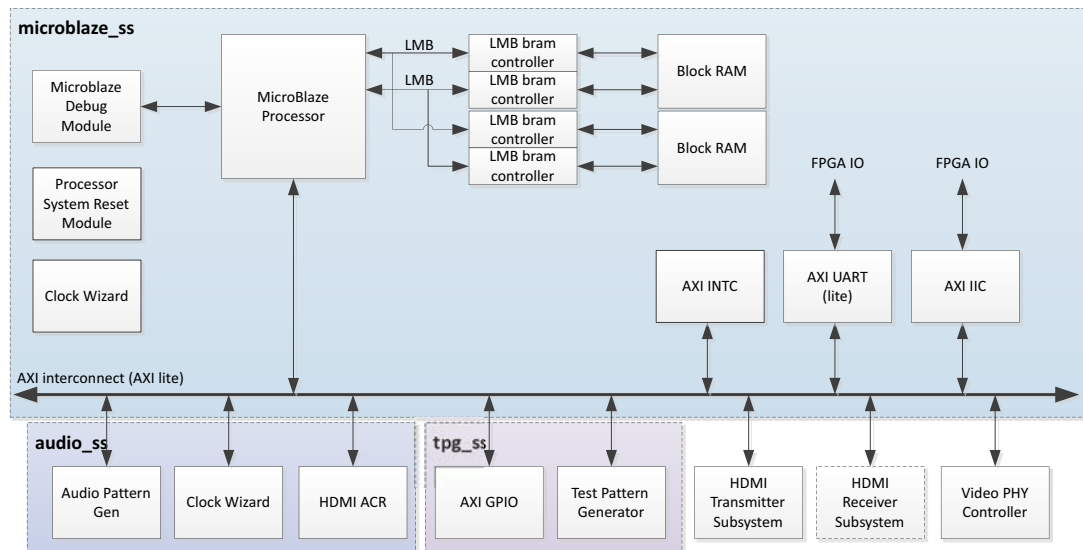 microblaze_ss
Microblaze
Debug
Module
MicroBlaze
Processor
LMB
LMB
LMB bram
controller
LMB bram
controller
LMB bram
controller
LMB bram
controller
Block RAM
Block RAM
Processor
System Reset
Module
Clock Wizard
FPGA IO
FPGA IO
AXI INTC
AXI UART
(lite)
AXI IIC
AXI interconnect (AXI lite)
audio_ss
Audio Pattern
Gen
Clock Wizard
HDMI ACR
tpg_ss
AXI GPIO
Test Pattern
Generator
HDMI
Transmitter
Subsystem
HDMI
Receiver
Subsystem
Video PHY
Controller